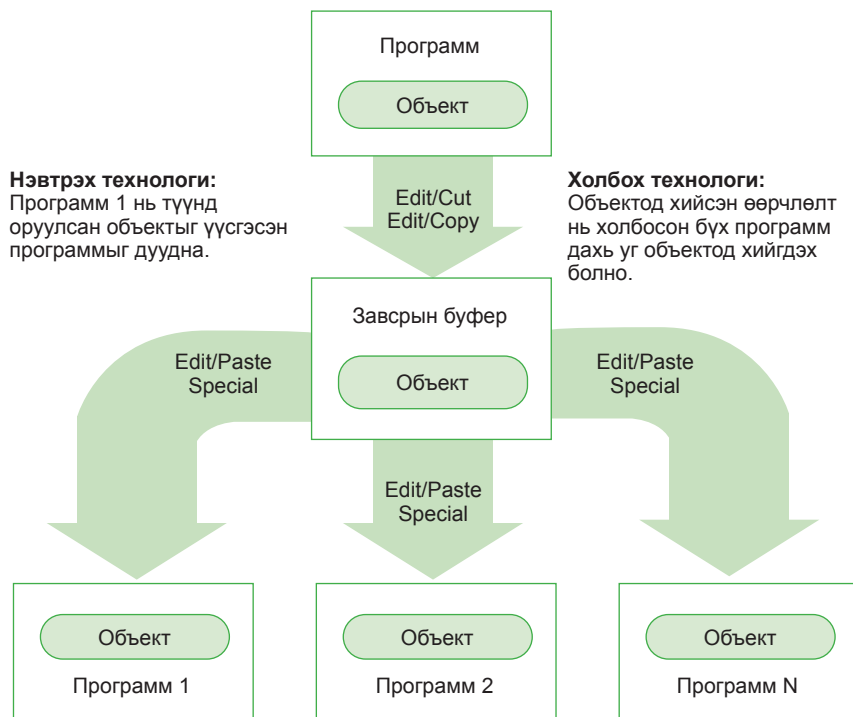 Программ
Объект
Нэвтрэх технологи:
Программ 1 нь түүнд
оруулсан объектыг үүсгэсэн
программыг дуудна.
Edit/Cut
Edit/Copy
Холбох технологи:
Объектод хийсэн өөрчлөлт
нь холбосон бүх программ
дахь уг объектод хийгдэх
болно.
Завсрын буфер
Объект
Edit/Paste
Special
Edit/Paste
Special
Edit/Paste
Special
Объект
Программ 1
Объект
Программ 2
Объект
Программ N